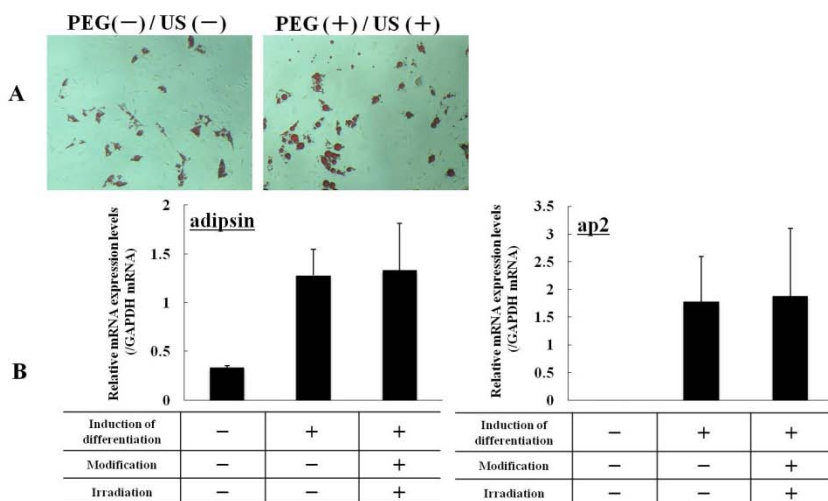 PEG(－) / US (－)
PEG (＋) / US (＋)
A
B
Relative mRNA expression levels
(/GAPDH mRNA)
adipsin
2
1.5
1
0.5
0
Induction of
differentiation
－ ＋ ＋
Modification
－ － ＋
Irradiation
－ － ＋
Relative mRNA expression levels
(/GAPDH mRNA)
ap2
3.5
3
2.5
2
1.5
1
0.5
0
Induction of
differentiation
－ ＋ ＋
Modification
－ － ＋
Irradiation
－ － ＋